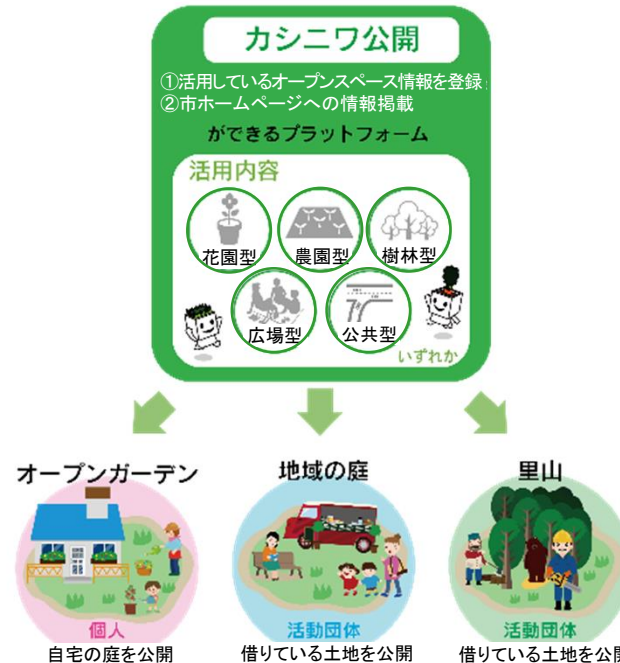 カシニワ公開
①活用しているオープンスペース情報を登録
②市ホームページへの情報掲載
ができるプラットフォーム
活用内容
花園型 農園型 樹林型
広場型 公共型
いずれか
オープンガーデン 地域の庭 里山
個人 活動団体 活動団体
自宅の庭を公開 借りている土地を公開 借りている土地を公開